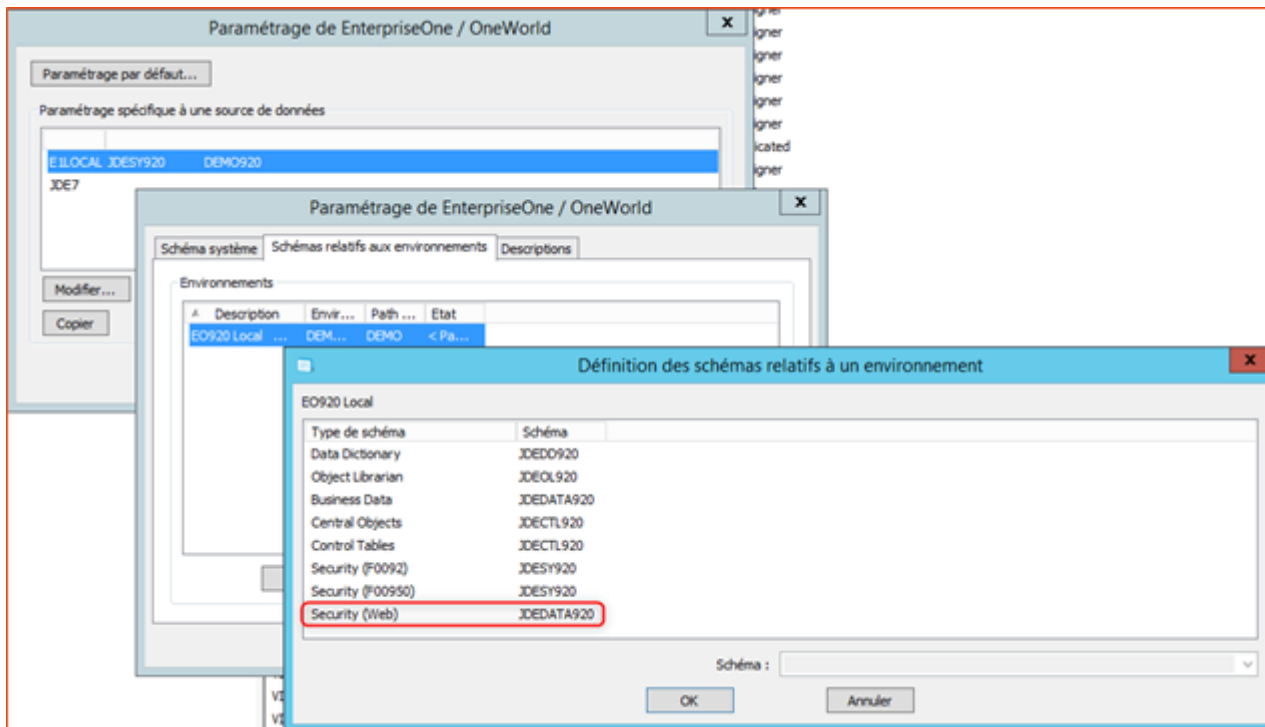 Paramétrage de EnterpriseOne / OneWorld
x
igner
Paramétrage par défaut...
igner
igner
igner
Paramétrage spécifique à une source de données
igner
igner
icated
E1LOCAL JDESY920 DEMO920
igner
JDE7
Paramétrage de EnterpriseOne / OneWorld
x
Schéma système Schémas relatifs aux environnements Descriptions
Modifier...
Environnements
Copier
Description Envir... Path ... Etat
EO920 Local ... DEM... DEMO < Pa...
Définition des schémas relatifs à un environnement
x
EO920 Local
Type de schéma Schéma
Data Dictionary JDEDD920
Object Librarian JDEOL920
Business Data JDEDATA920
Central Objects JDECTL920
Control Tables JDECTL920
Security (F0092) JDESY920
Security (F00950) JDESY920
Security (Web) JDEDATA920
Schéma :
OK Annuler
VI
VI